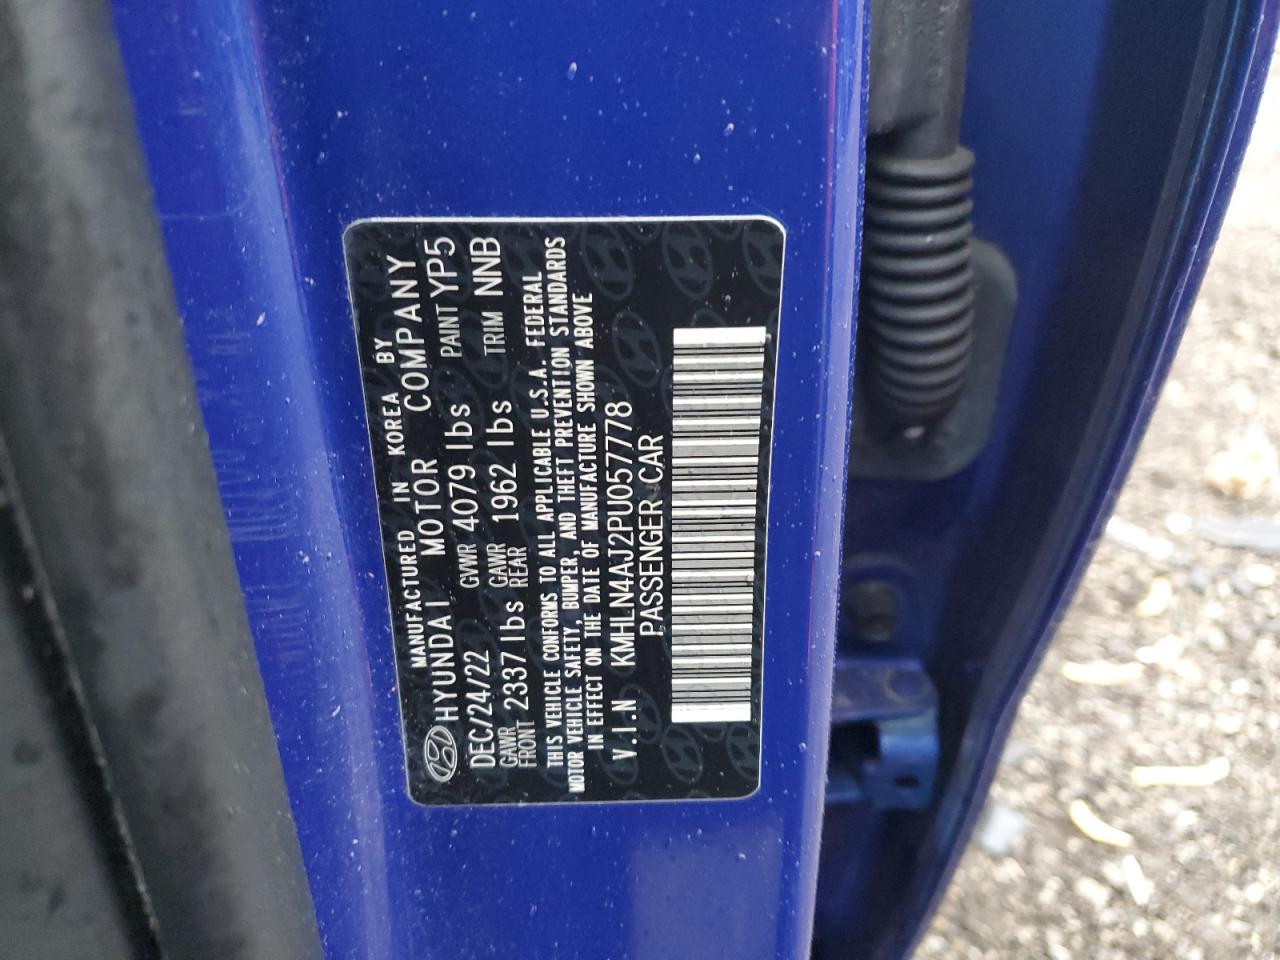 MANUFACTURED IN KOREA BY
HYUNDAI MOTOR COMPANY
DEC/24/22 GVWR 4079 lbs PAINT YP5
GAWR FRONT 2337 lbs GAWR REAR 1962 lbs TRIM NNB
THIS VEHICLE CONFORMS TO ALL APPLICABLE U.S.A. FEDERAL
MOTOR VEHICLE SAFETY, BUMPER, AND THEFT PREVENTION STANDARDS
IN EFFECT ON THE DATE OF MANUFACTURE SHOWN ABOVE
V.I.N KMHLN4AJ2PU057778
PASSENGER CAR